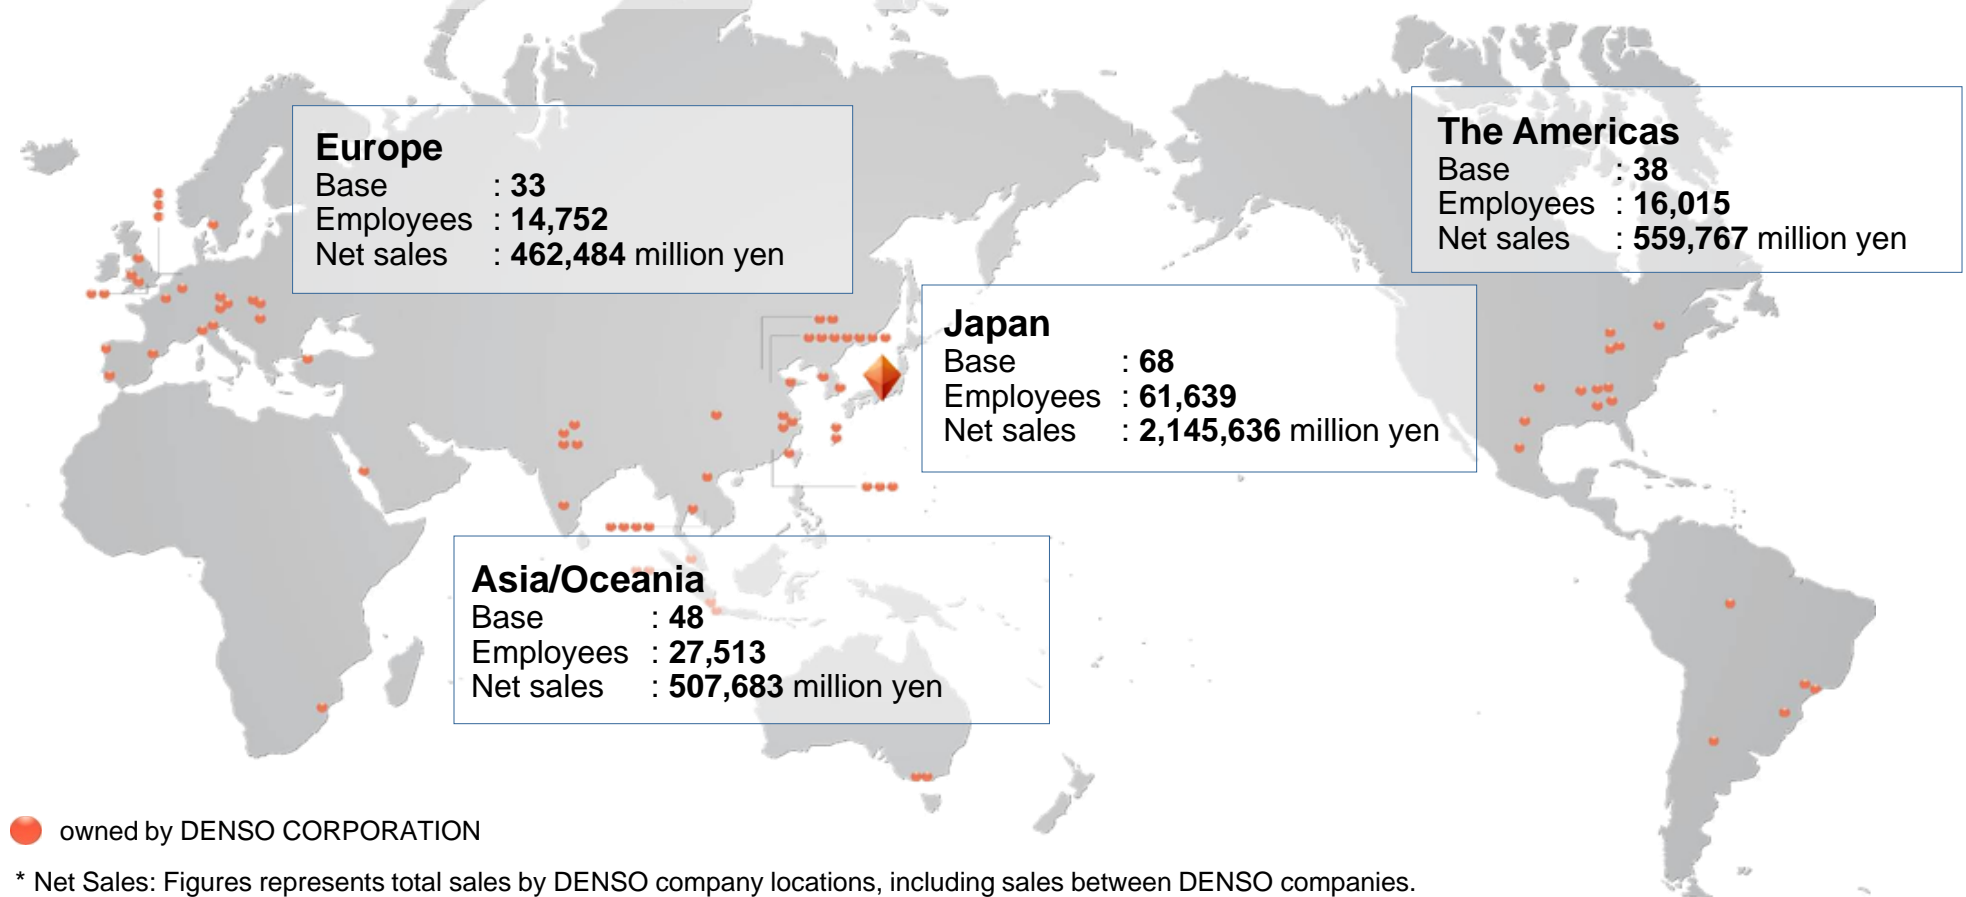 Europe
Base : 33
Employees : 14,752
Net sales : 462,484 million yen
The Americas
Base : 38
Employees : 16,015
Net sales : 559,767 million yen
Japan
Base : 68
Employees : 61,639
Net sales : 2,145,636 million yen
Asia/Oceania
Base : 48
Employees : 27,513
Net sales : 507,683 million yen
owned by DENSO CORPORATION
* Net Sales: Figures represents total sales by DENSO company locations, including sales between DENSO companies.